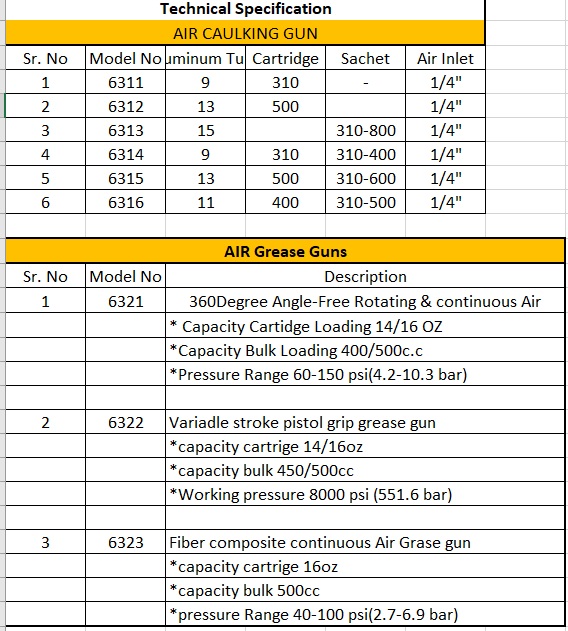 Technical Specification
AIR CAULKING GUN
Sr. No Model No uminum Tu Cartridge Sachet Air Inlet
1 6311 9 310 - 1/4"
2 6312 13 500 1/4"
3 6313 15 310-800 1/4"
4 6314 9 310 310-400 1/4"
5 6315 13 500 310-600 1/4"
6 6316 11 400 310-500 1/4"
AIR Grease Guns
Sr. No Model No Description
1 6321 360Degree Angle-Free Rotating & continuous Air
* Capacity Cartidge Loading 14/16 OZ
*Capacity Bulk Loading 400/500c.c
*Pressure Range 60-150 psi(4.2-10.3 bar)
2 6322 Variadle stroke pistol grip grease gun
*capacity cartrige 14/16oz
*capacity bulk 450/500cc
*Working pressure 8000 psi (551.6 bar)
3 6323 Fiber composite continuous Air Grase gun
*capacity cartrige 16oz
*capacity bulk 500cc
*pressure Range 40-100 psi(2.7-6.9 bar)